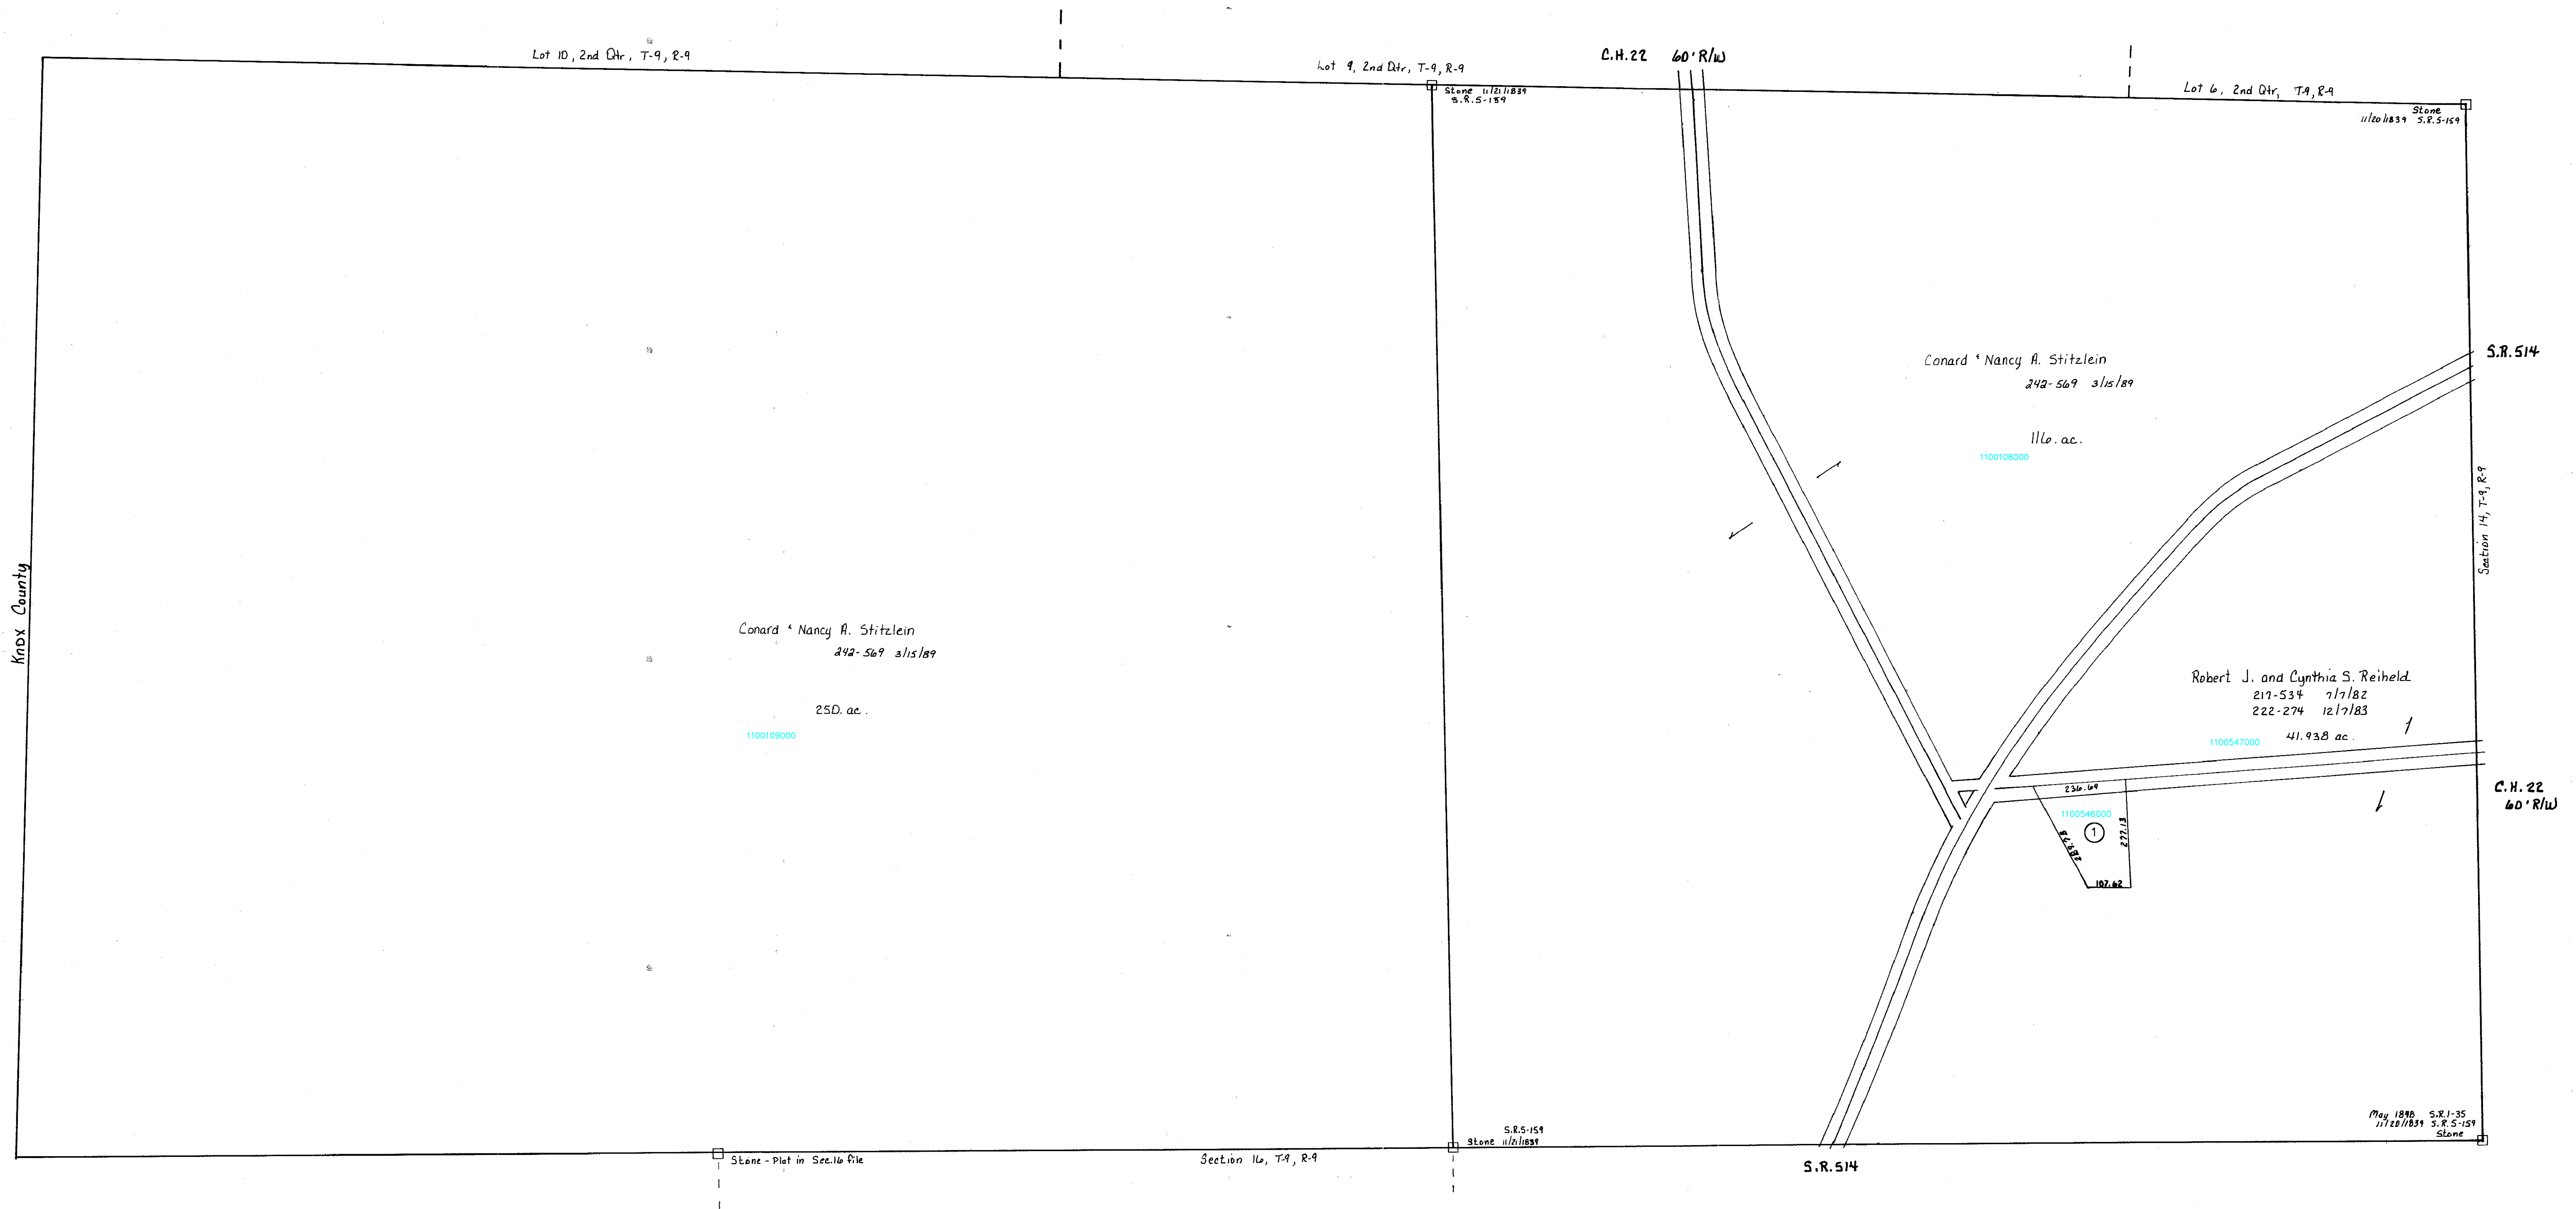 Lot 10, 2nd Qtr, T-9, R-9
Lot 9, 2nd Qtr, T-9, R-9
C.H.22 60' R/W
Lot 6, 2nd Qtr, T-9, R-9
Stone 11/21/1839
S.R.5-159
Stone
11/20/1839 S.R.5-159
S.R.514
Conard & Nancy A. Stitzlein
242-569 3/15/89
116. ac.
1100108000
Section 14, T-9, R-9
Knox County
Conard & Nancy A. Stitzlein
242-569 3/15/89
250. ac.
1100109000
Robert J. and Cynthia S. Reiheld
217-534 7/7/82
222-274 12/7/83
41.938 ac.
1100547000
C.H. 22
60' R/W
236.69
1100546000
1
277.13
289.78
107.62
May 1898 S.R.1-35
11/20/1839 S.R.5-159
Stone
S.R.5-159
Stone 11/21/1839
Stone - Plat in Sec.16 file
Section 16, T-9, R-9
S.R.514